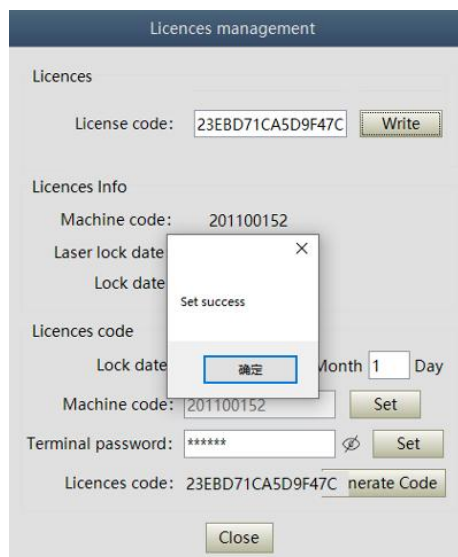 Licences management
Licences
License code: 23EBD71CA5D9F47C Write
Licences Info
Machine code: 201100152
Laser lock date
Lock date
Set success
确定
Licences code
Lock date Month 1 Day
Machine code: 201100152 Set
Terminal password: ****** Set
Licences code: 23EBD71CA5D9F47C nerate Code
Close